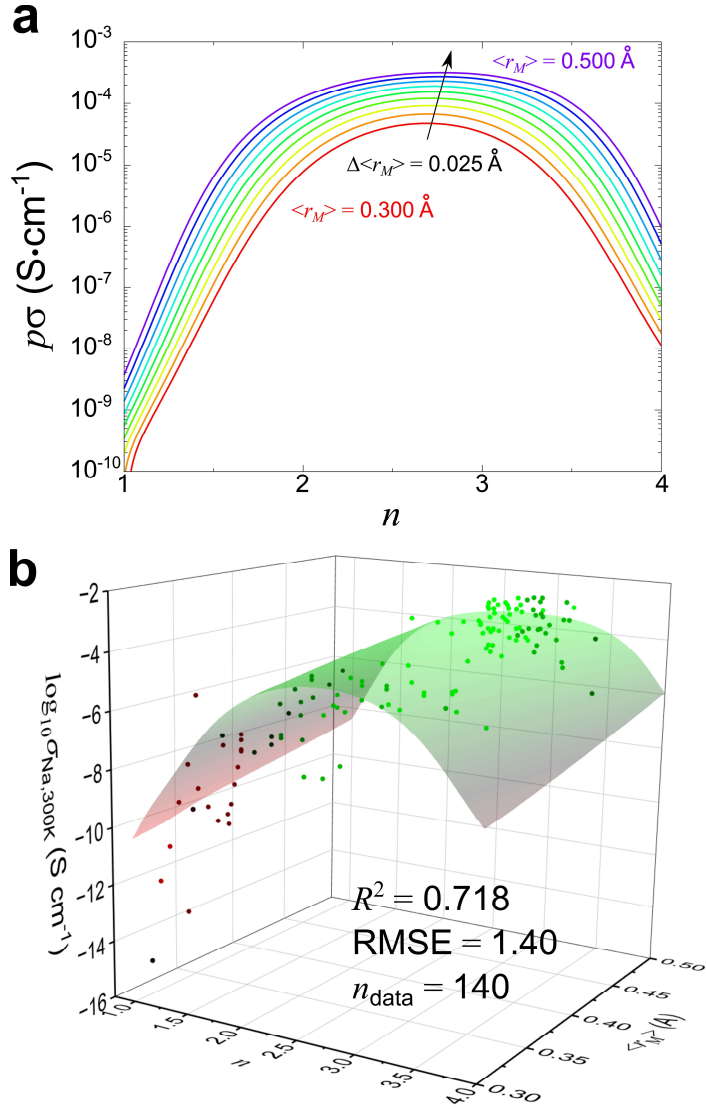 a
10⁻³
10⁻⁴
10⁻⁵
10⁻⁶
10⁻⁷
10⁻⁸
10⁻⁹
10⁻¹⁰
pσ (S•cm⁻¹)
<r_M> = 0.500 Å
Δ<r_M> = 0.025 Å
<r_M> = 0.300 Å
1 2 3 4
n
b
−2
−4
−6
−8
−10
−12
−14
−16
log₁₀σNa,300K (S cm⁻¹)
R² = 0.718
RMSE = 1.40
n_data = 140
1.0 1.5 2.0 2.5 3.0 3.5 4.0
n
0.50
0.45
0.40
0.35
0.30
<r_M> (Å)